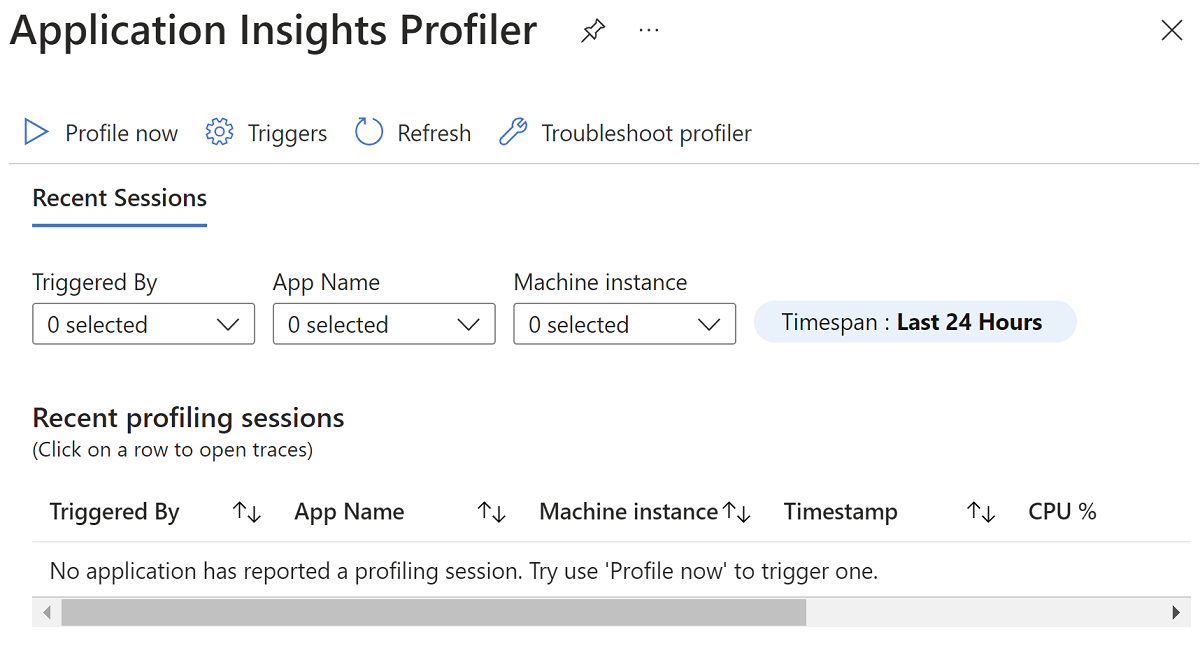 Application Insights Profiler
Profile now Triggers Refresh Troubleshoot profiler
Recent Sessions
Triggered By App Name Machine instance
0 selected 0 selected 0 selected Timespan : Last 24 Hours
Recent profiling sessions
(Click on a row to open traces)
Triggered By App Name Machine instance Timestamp CPU %
No application has reported a profiling session. Try use 'Profile now' to trigger one.